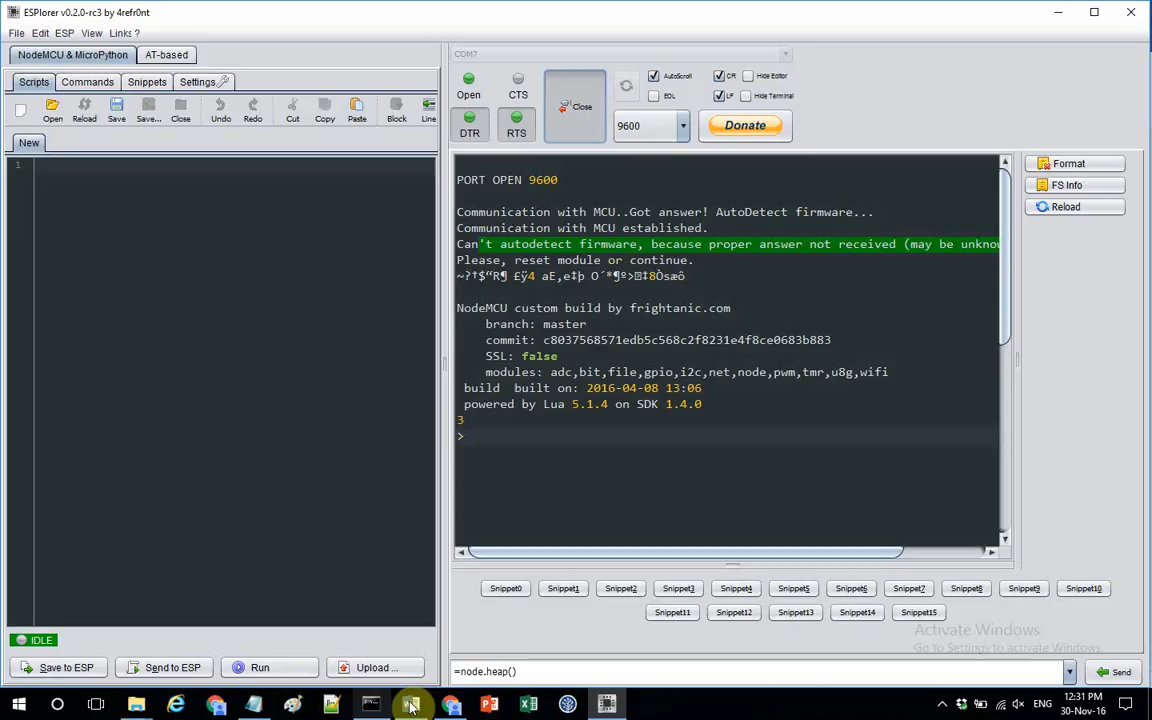 ESPlorer v0.2.0-rc3 by 4refr0nt
File Edit ESP View Links ?
NodeMCU & MicroPython AT-based
Scripts Commands Snippets Settings
Open Reload Save Save... Close Undo Redo Cut Copy Paste Block Line
New
1
IDLE
Save to ESP Send to ESP Run Upload ...
COM7
Open CTS Close AutoScroll CR Hide Editor
EOL LF Hide Terminal
DTR RTS 9600 Donate
PORT OPEN 9600
Communication with MCU..Got answer! AutoDetect firmware...
Communication with MCU established.
Can't autodetect firmware, because proper answer not received (may be unknow
Please, reset module or continue.
NodeMCU custom build by frightanic.com
branch: master
commit: c8037568571edb5c568c2f8231e4f8ce0683b883
SSL: false
modules: adc,bit,file,gpio,i2c,net,node,pwm,tmr,u8g,wifi
build built on: 2016-04-08 13:06
powered by Lua 5.1.4 on SDK 1.4.0
3
>
Format
FS Info
Reload
Snippet0 Snippet1 Snippet2 Snippet3 Snippet4 Snippet5 Snippet6 Snippet7 Snippet8 Snippet9 Snippet10
Snippet11 Snippet12 Snippet13 Snippet14 Snippet15
Activate Windows
Go to Settings to activate Windows.
=node.heap() Send
ENG 12:31 PM
30-Nov-16